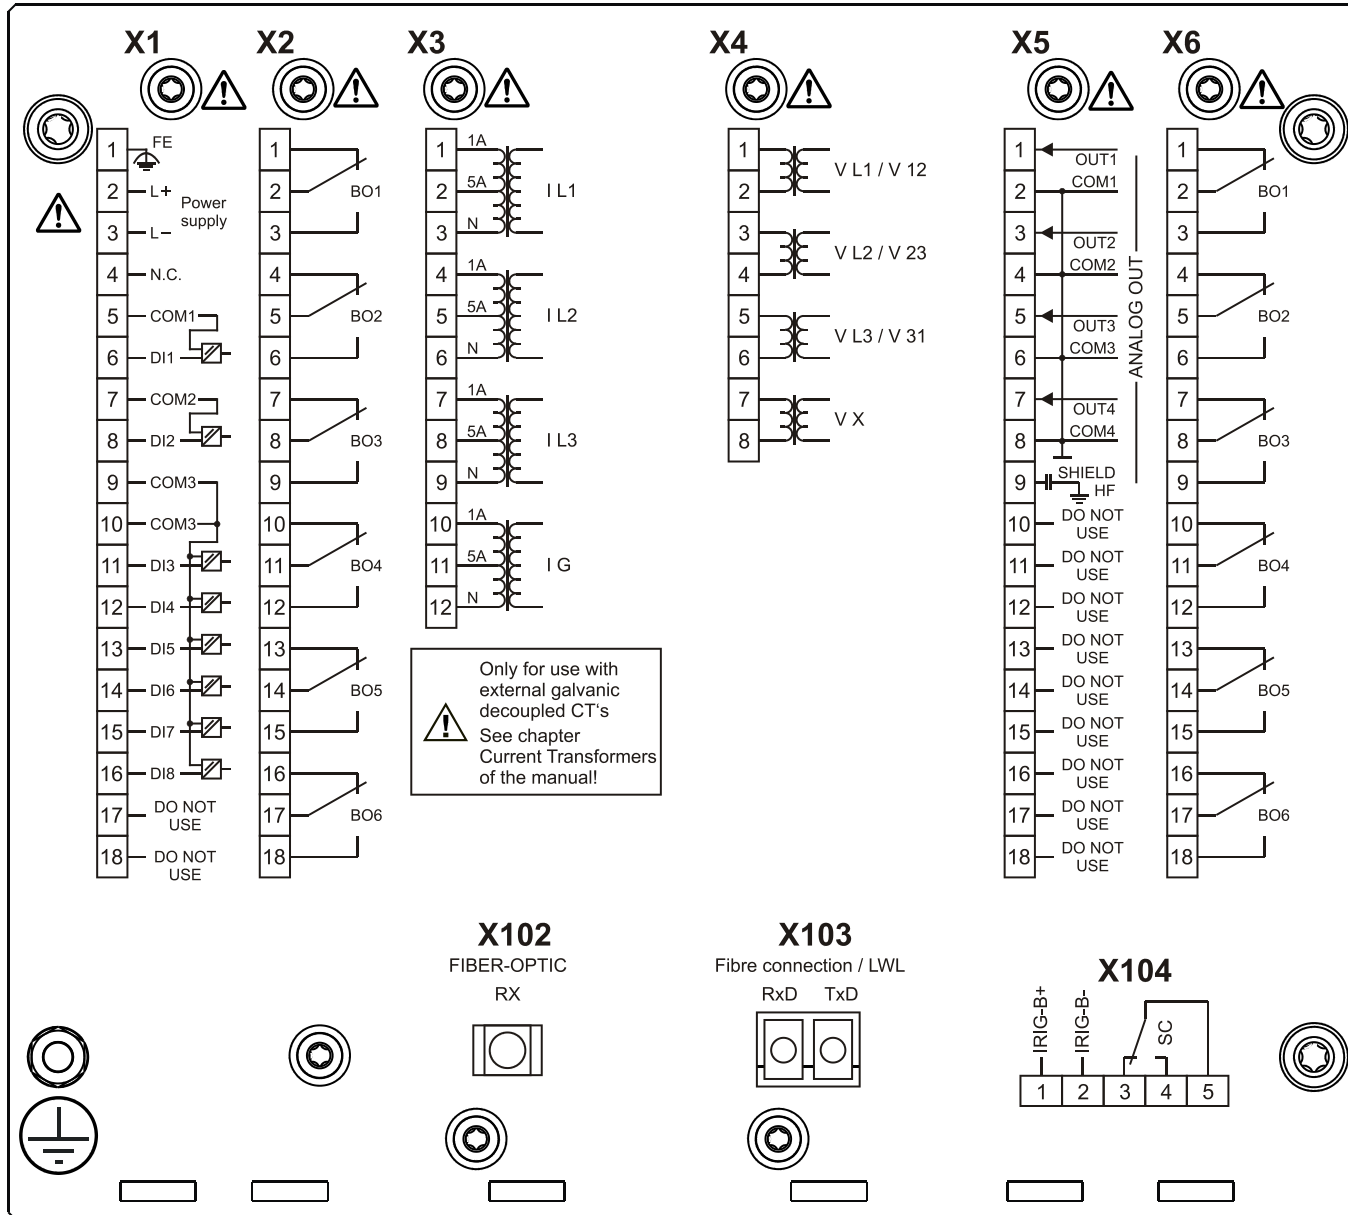 X1
X2
X3
X4
X5
X6
1 FE
2 L+
Power
supply
3 L–
4 N.C.
5 COM1
6 DI1
7 COM2
8 DI2
9 COM3
10 COM3
11 DI3
12 DI4
13 DI5
14 DI6
15 DI7
16 DI8
17 DO NOT
USE
18 DO NOT
USE
1
2 BO1
3
4
5 BO2
6
7
8 BO3
9
10
11 BO4
12
13
14 BO5
15
16
17 BO6
18
1 1A
2 5A I L1
3 N
4 1A
5 5A I L2
6 N
7 1A
8 5A I L3
9 N
10 1A
11 5A I G
12 N
Only for use with
external galvanic
decoupled CT‘s
See chapter
Current Transformers
of the manual!
1
V L1 / V 12
2
3
V L2 / V 23
4
5
V L3 / V 31
6
7
V X
8
1 OUT1
2 COM1
3 OUT2
4 COM2
5 OUT3
6 COM3
7 OUT4
8 COM4
ANALOG OUT
9 SHIELD
HF
10 DO NOT
USE
11 DO NOT
USE
12 DO NOT
USE
13 DO NOT
USE
14 DO NOT
USE
15 DO NOT
USE
16 DO NOT
USE
17 DO NOT
USE
18 DO NOT
USE
1
2 BO1
3
4
5 BO2
6
7
8 BO3
9
10
11 BO4
12
13
14 BO5
15
16
17 BO6
18
X102
FIBER-OPTIC
RX
X103
Fibre connection / LWL
RxD TxD
X104
IRIG-B+
IRIG-B-
SC
1 2 3 4 5